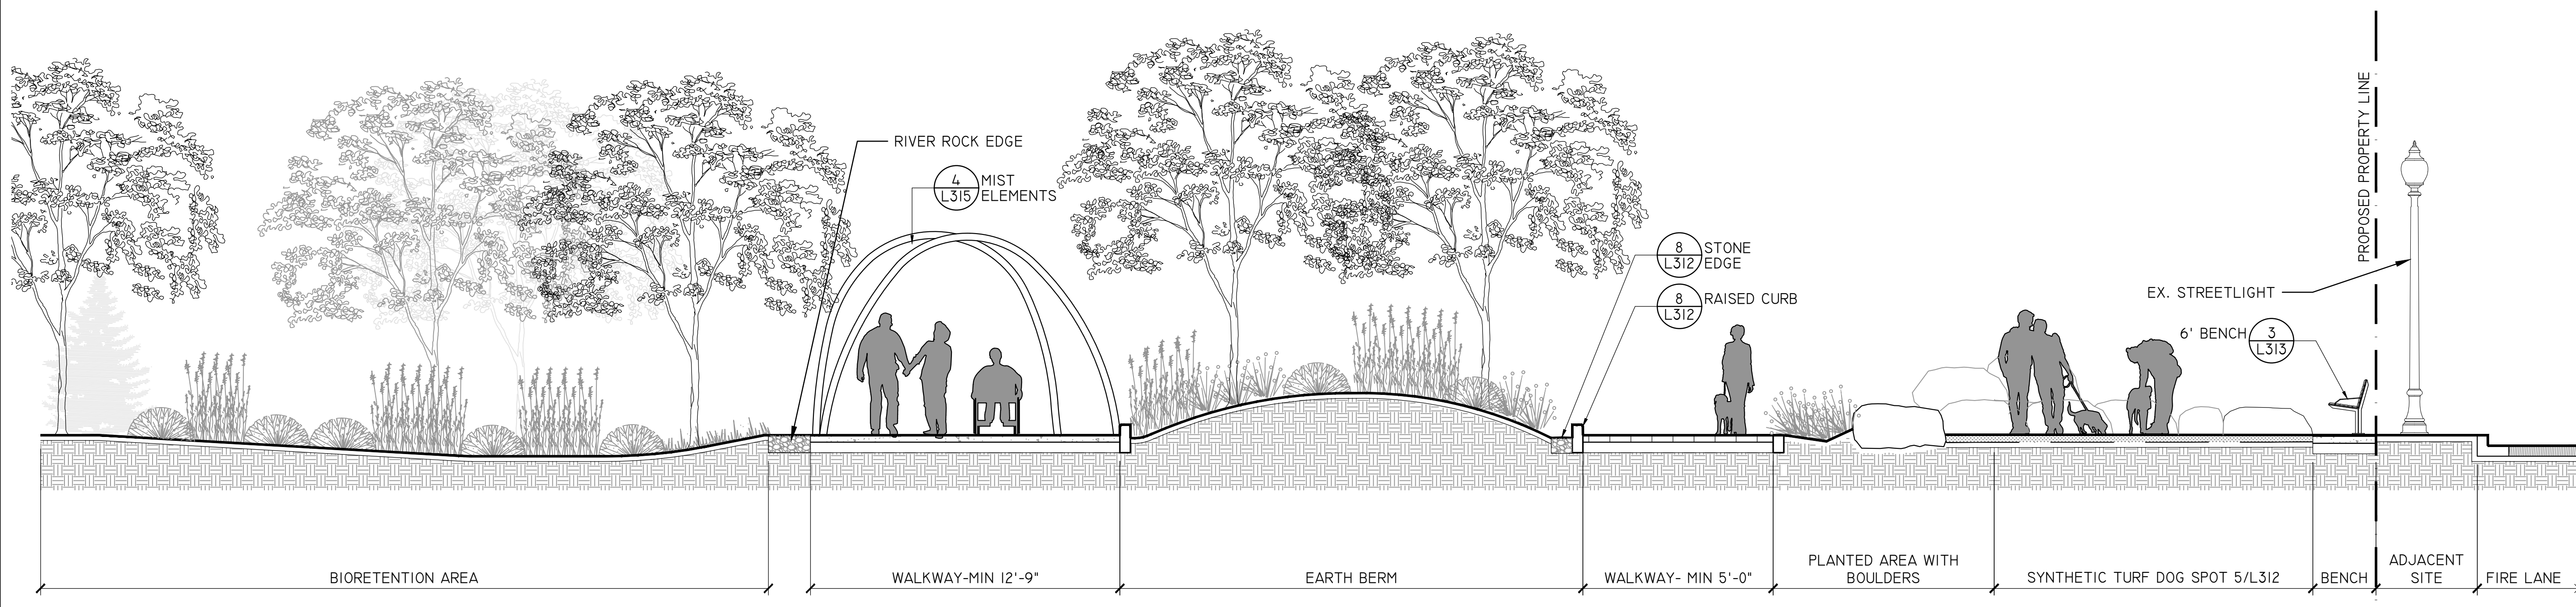 RIVER ROCK EDGE
4
L315
MIST
ELEMENTS
8
L312
STONE
EDGE
8
L312
RAISED CURB
PROPOSED PROPERTY LINE
EX. STREETLIGHT
6' BENCH
3
L313
BIORETENTION AREA
WALKWAY-MIN 12'-9"
EARTH BERM
WALKWAY- MIN 5'-0"
PLANTED AREA WITH
BOULDERS
SYNTHETIC TURF DOG SPOT 5/L312
BENCH
ADJACENT
SITE
FIRE LANE